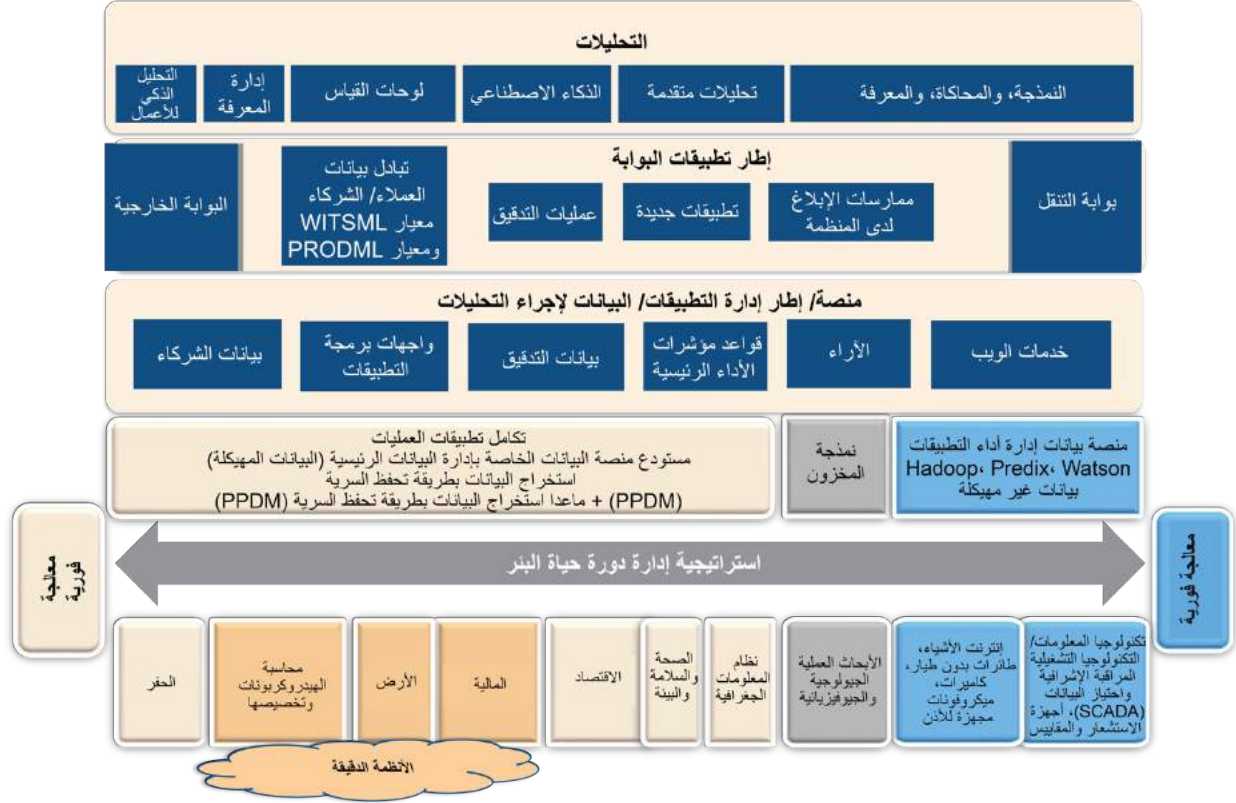 التحليلات
النمذجة، والمحاكاة، والمعرفة
تحليلات متقدمة
الذكاء الاصطناعي
لوحات القياس
إدارة
المعرفة
التحليل
الذكي
للأعمال
إطار تطبيقات البوابة
بوابة التنقل
ممارسات الإبلاغ
لدى المنظمة
تطبيقات جديدة
عمليات التدقيق
تبادل بيانات
العملاء/ الشركاء
معيار WITSML
ومعيار PRODML
البوابة الخارجية
منصة/ إطار إدارة التطبيقات/ البيانات لإجراء التحليلات
خدمات الويب
الآراء
قواعد مؤشرات
الأداء الرئيسية
بيانات التدقيق
واجهات برمجة
التطبيقات
بيانات الشركاء
منصة بيانات إدارة أداء التطبيقات
Hadoop، Predix، Watson
بيانات غير مهيكلة
نمذجة
المخزون
تكامل تطبيقات العمليات
مستودع منصة البيانات الخاصة بإدارة البيانات الرئيسية (البيانات المهيكلة)
استخراج البيانات بطريقة تحفظ السرية
(PPDM) + ماعدا استخراج البيانات بطريقة تحفظ السرية (PPDM)
معالجة فورية
استراتيجية إدارة دورة حياة البئر
معالجة
فورية
تكنولوجيا المعلومات/
التكنولوجيا التشغيلية
المراقبة الإشرافية
واحتياز البيانات
(SCADA)، أجهزة
الاستشعار والمقاييس
إنترنت الأشياء،
طائرات بدون طيار،
كاميرات،
ميكروفونات
مجهزة للأذن
الأبحاث العملية
الجيولوجية
والجيوفيزيائية
نظام
المعلومات
الجغرافية
الصحة
والسلامة
والبيئة
الاقتصاد
المالية
الأرض
محاسبة
الهيدروكربونات
وتخصيصها
الحفر
الأنظمة الدقيقة